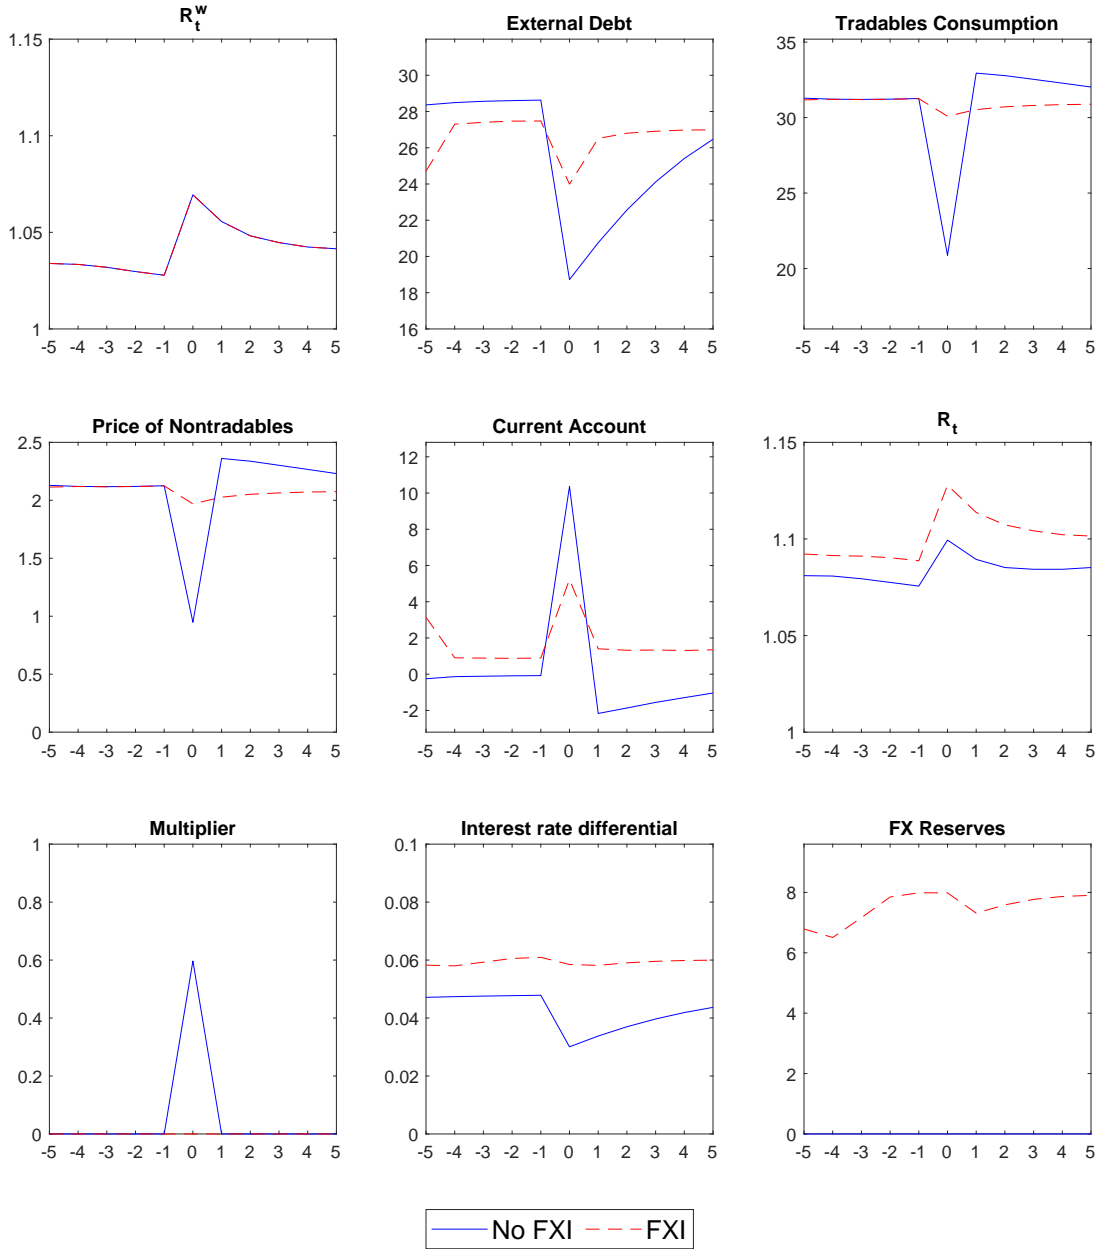 R_t^w
1.15
1.1
1.05
1
-5 -4 -3 -2 -1 0 1 2 3 4 5
External Debt
30
28
26
24
22
20
18
16
-5 -4 -3 -2 -1 0 1 2 3 4 5
Tradables Consumption
35
30
25
20
-5 -4 -3 -2 -1 0 1 2 3 4 5
Price of Nontradables
2.5
2
1.5
1
0.5
0
-5 -4 -3 -2 -1 0 1 2 3 4 5
Current Account
12
10
8
6
4
2
0
-2
-5 -4 -3 -2 -1 0 1 2 3 4 5
R_t
1.15
1.1
1.05
1
-5 -4 -3 -2 -1 0 1 2 3 4 5
Multiplier
1
0.8
0.6
0.4
0.2
0
-5 -4 -3 -2 -1 0 1 2 3 4 5
Interest rate differential
0.1
0.08
0.06
0.04
0.02
0
-5 -4 -3 -2 -1 0 1 2 3 4 5
FX Reserves
8
6
4
2
0
-5 -4 -3 -2 -1 0 1 2 3 4 5
No FXI FXI